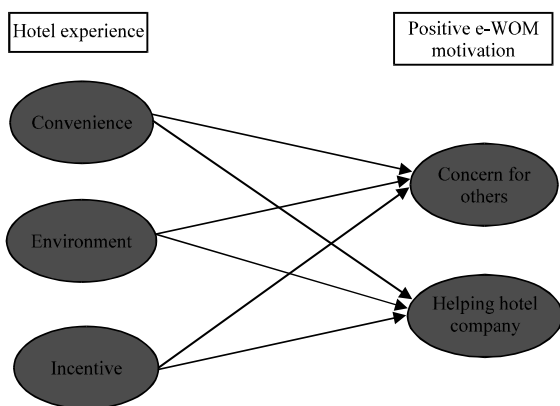 Hotel experience
Positive e-WOM
motivation
Convenience
Concern for
others
Environment
Helping hotel
company
Incentive